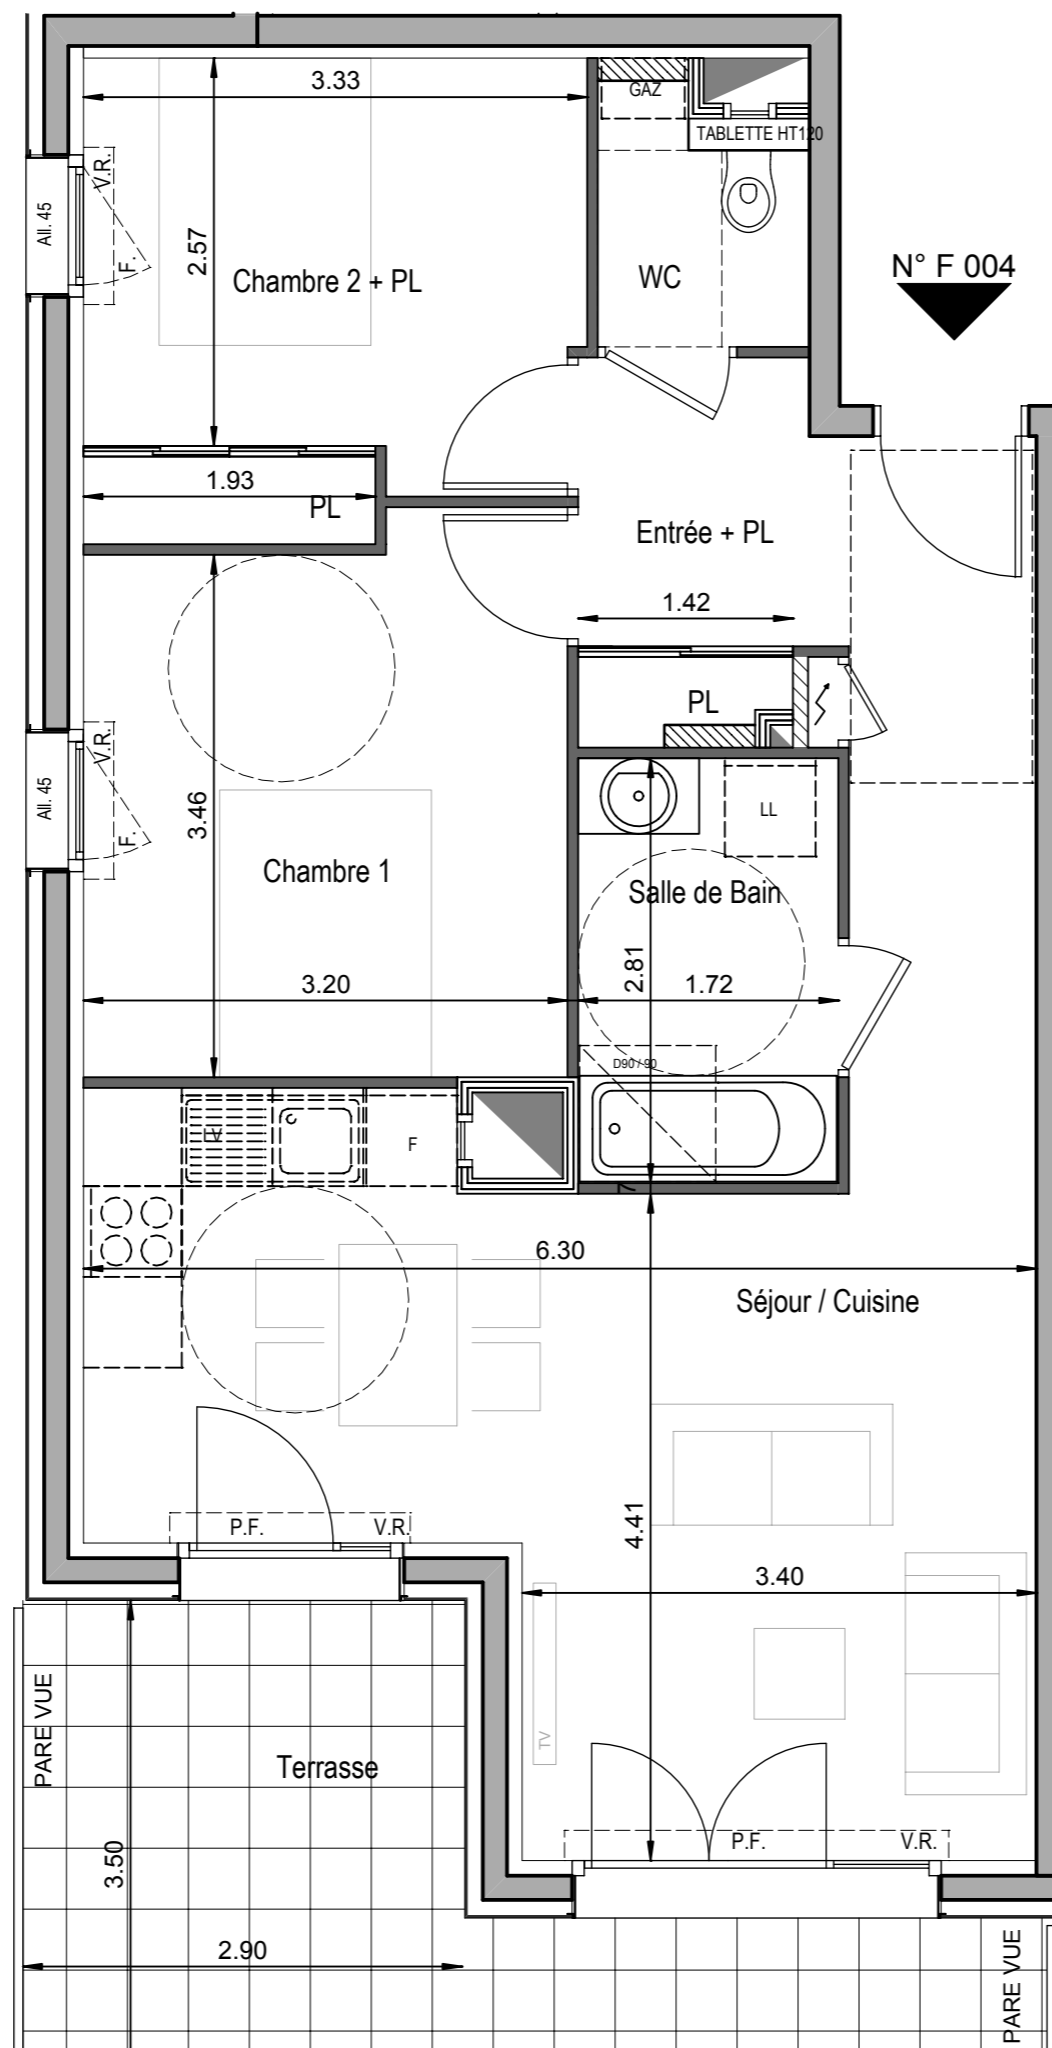 3.33
GAZ
TABLETTE HT120
V.R.
All. 45
F.
2.57
Chambre 2 + PL
WC
N° F 004
1.93
PL
Entrée + PL
1.42
PL
V.R.
All. 45
F.
3.46
Chambre 1
LL
Salle de Bain
2.81
3.20
1.72
D90 / 90
LV
F
7
6.30
Séjour / Cuisine
4.41
P.F.
V.R.
3.40
PARE VUE
TV
Terrasse
P.F.
V.R.
3.50
2.90
PARE VUE